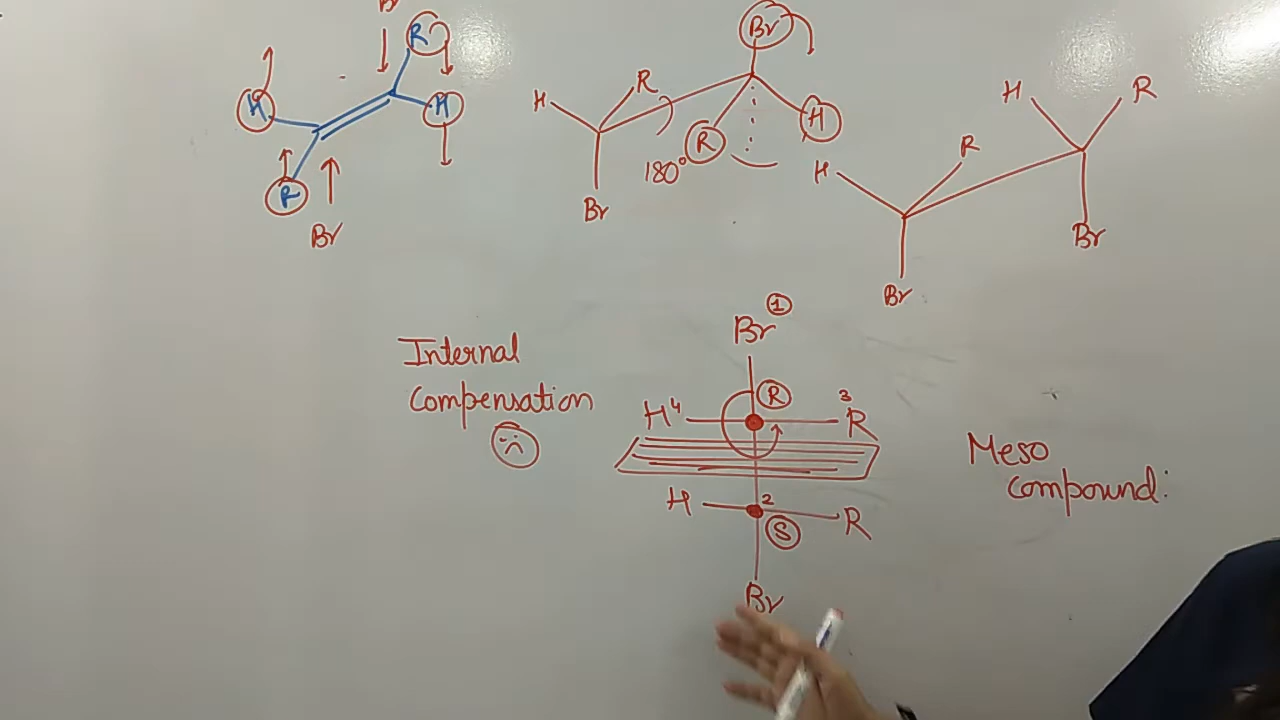 Br
R
H
H
R
Br
Br
R
H
R
H
180°
Br
H
R
H
R
Br
Br
Internal
Compensation
Br ①
R
H⁴
3
R
H
2
R
S
Br
Meso
Compound: